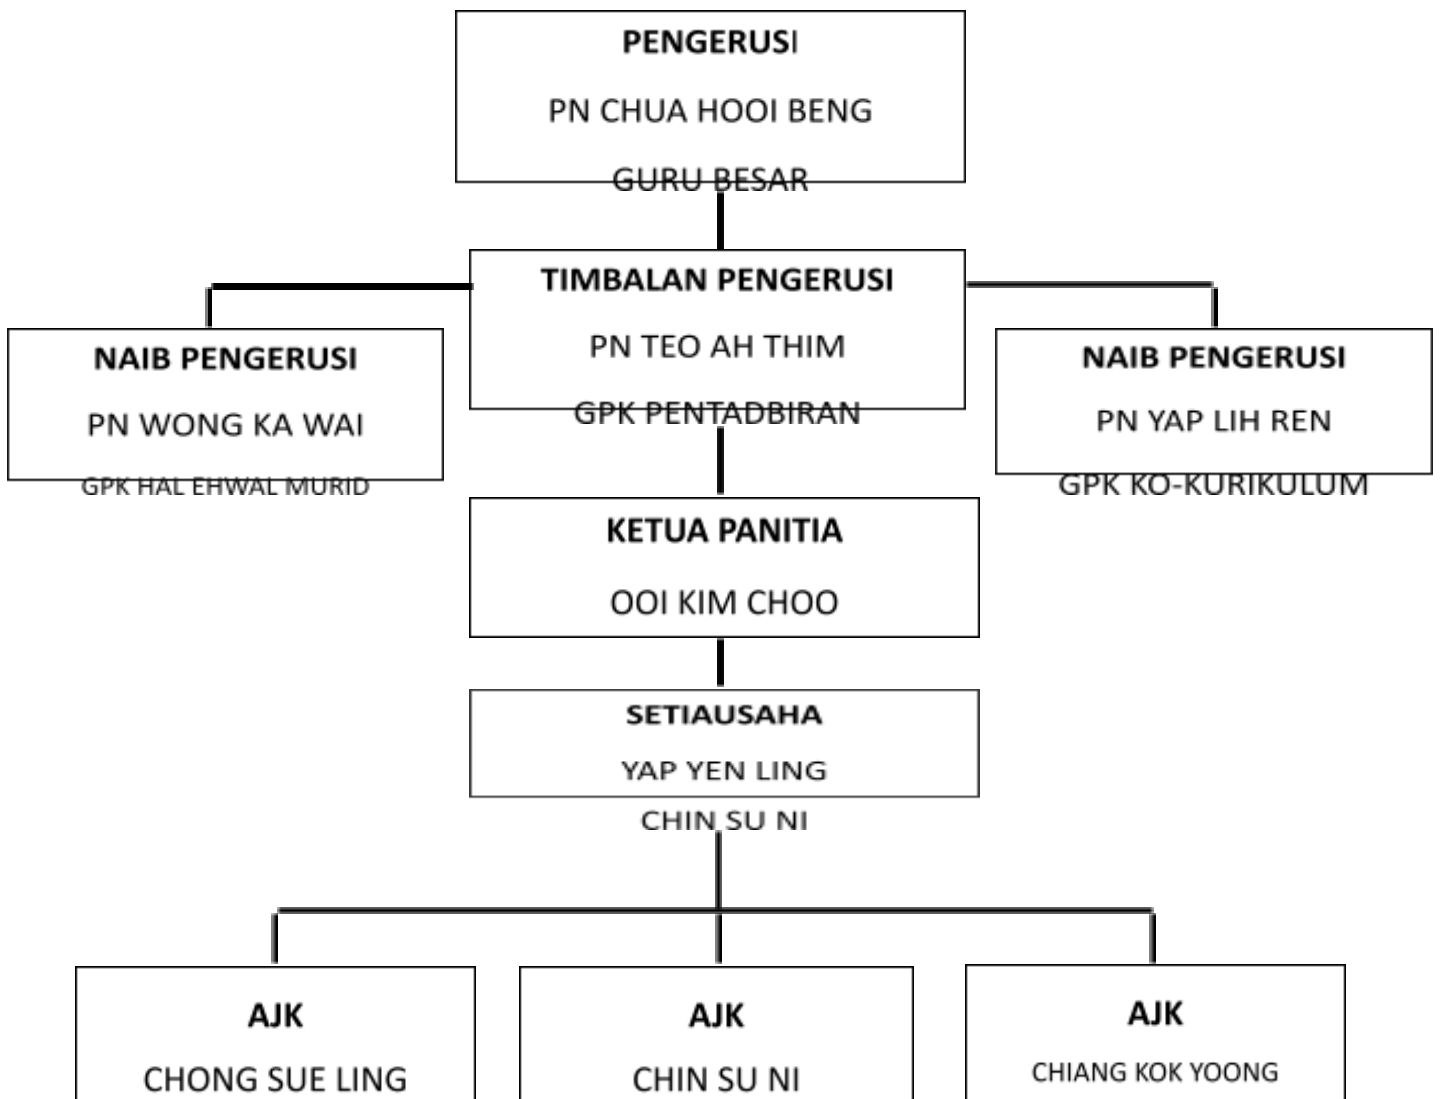 PENGERUSI
PN CHUA HOOI BENG
GURU BESAR
TIMBALAN PENGERUSI
PN TEO AH THIM
GPK PENTADBIRAN
NAIB PENGERUSI
PN WONG KA WAI
GPK HAL EHWAL MURID
NAIB PENGERUSI
PN YAP LIH REN
GPK KO-KURIKULUM
KETUA PANITIA
OOI KIM CHOO
SETIAUSAHA
YAP YEN LING
CHIN SU NI
AJK
CHONG SUE LING
AJK
CHIN SU NI
AJK
CHIANG KOK YOONG